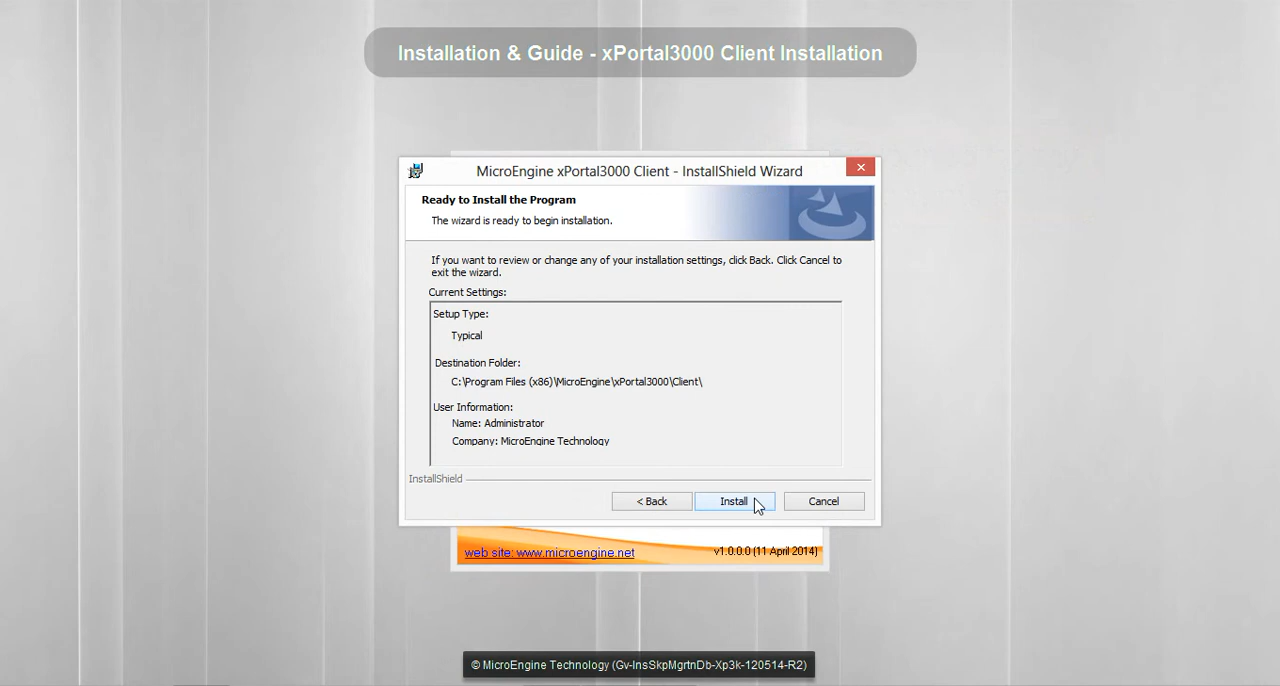 Installation & Guide - xPortal3000 Client Installation
MicroEngine xPortal3000 Client - InstallShield Wizard
Ready to Install the Program
The wizard is ready to begin installation.
If you want to review or change any of your installation settings, click Back. Click Cancel to
exit the wizard.
Current Settings:
Setup Type:
Typical
Destination Folder:
C:\Program Files (x86)\MicroEngine\xPortal3000\Client\
User Information:
Name: Administrator
Company: MicroEngine Technology
InstallShield
< Back Install Cancel
web site: www.microengine.net v1.0.0.0 (11 April 2014)
© MicroEngine Technology (Gv-InsSkpMgrtnDb-Xp3k-120514-R2)